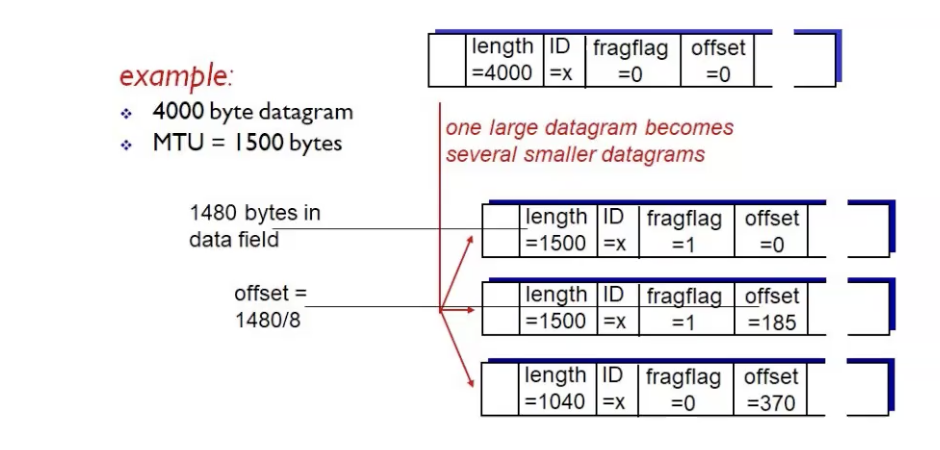 length ID fragflag offset
=4000 =x =0 =0
example:
4000 byte datagram
MTU = 1500 bytes
one large datagram becomes
several smaller datagrams
1480 bytes in
data field
length ID fragflag offset
=1500 =x =1 =0
offset =
1480/8
length ID fragflag offset
=1500 =x =1 =185
length ID fragflag offset
=1040 =x =0 =370